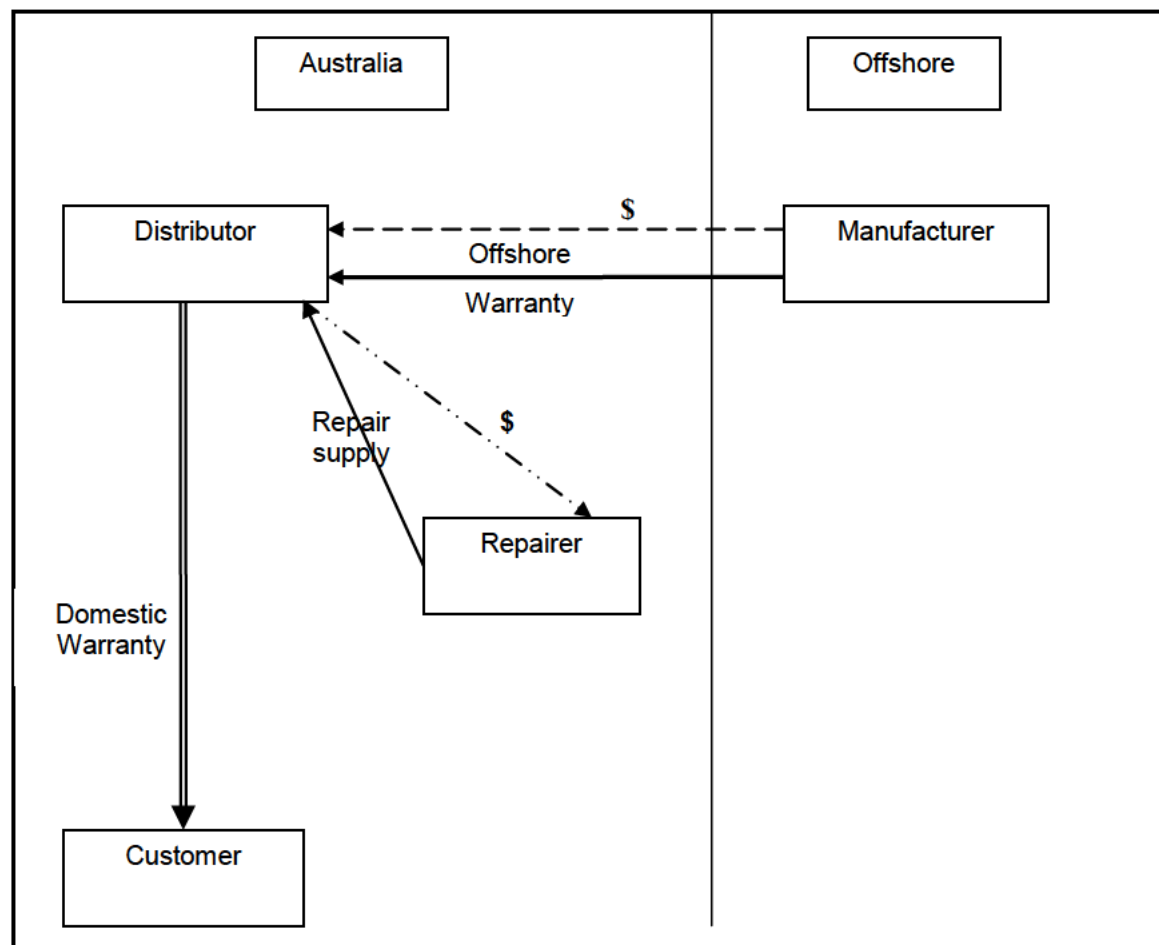 Australia
Offshore
$
Distributor
Manufacturer
Offshore
Warranty
Repair
supply
$
Repairer
Domestic
Warranty
Customer